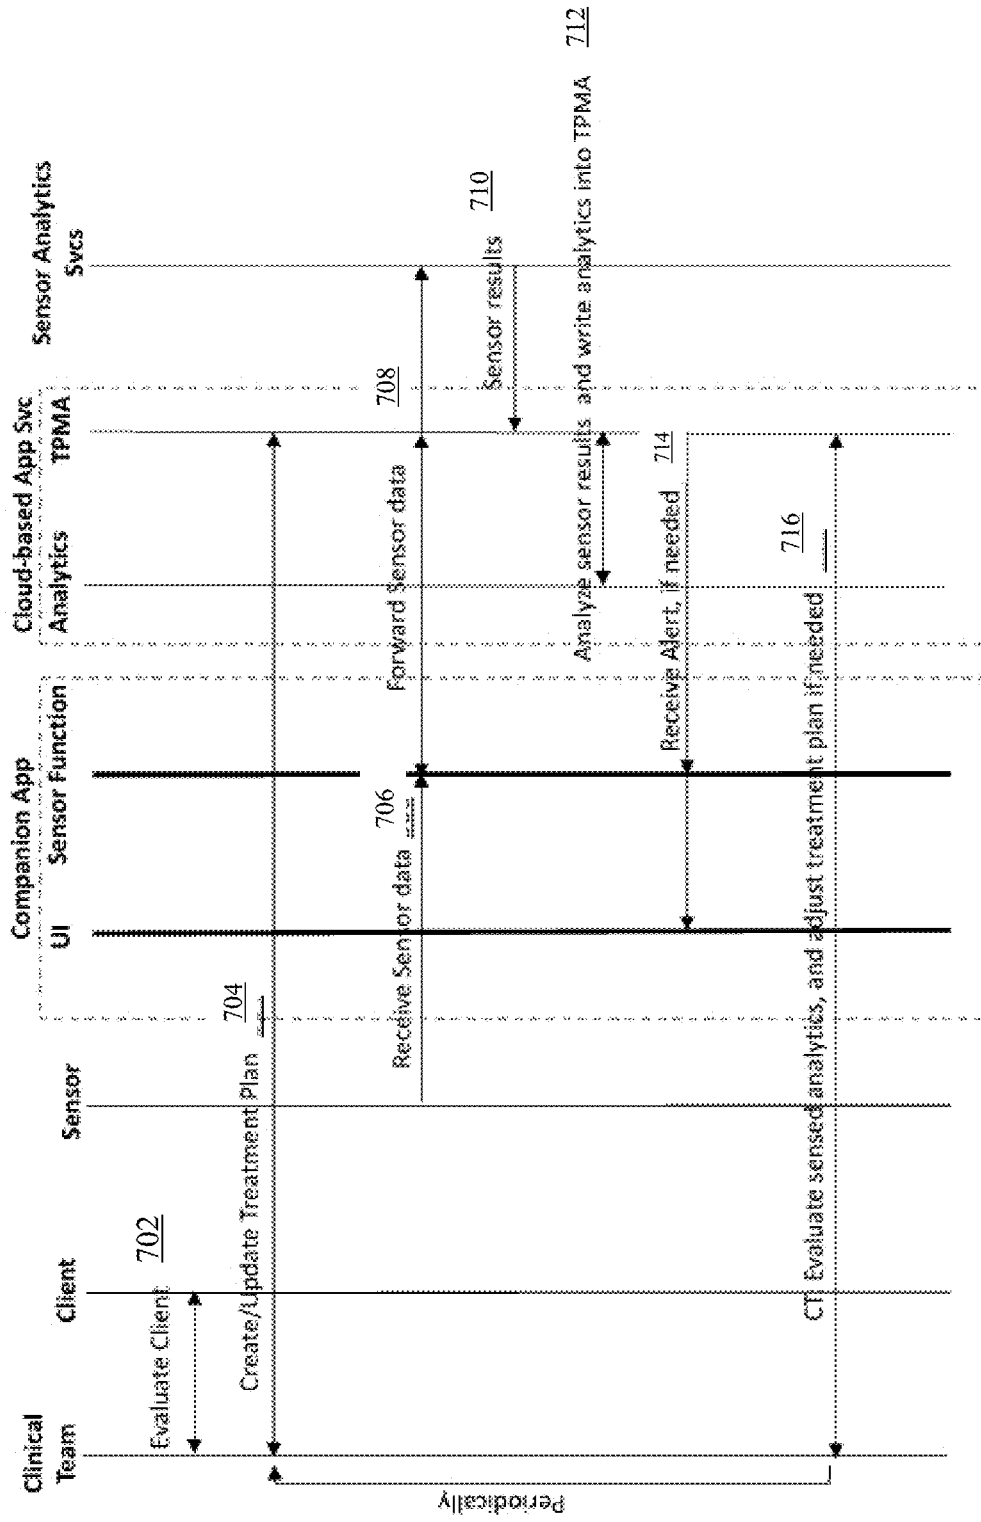 Clinical
Team
Client
Sensor
Companion App
UI
Sensor Function
Cloud-based App Svc
Analytics
TPMA
Sensor Analytics
Svcs
Evaluate Client
702
Create/Update Treatment Plan
704
Receive Sensor data
706
Forward Sensor data
708
Sensor results
710
Analyze sensor results and write analytics into TPMA
712
Receive Alert, if needed
714
CT: Evaluate sensed analytics, and adjust treatment plan if needed
716
Periodically